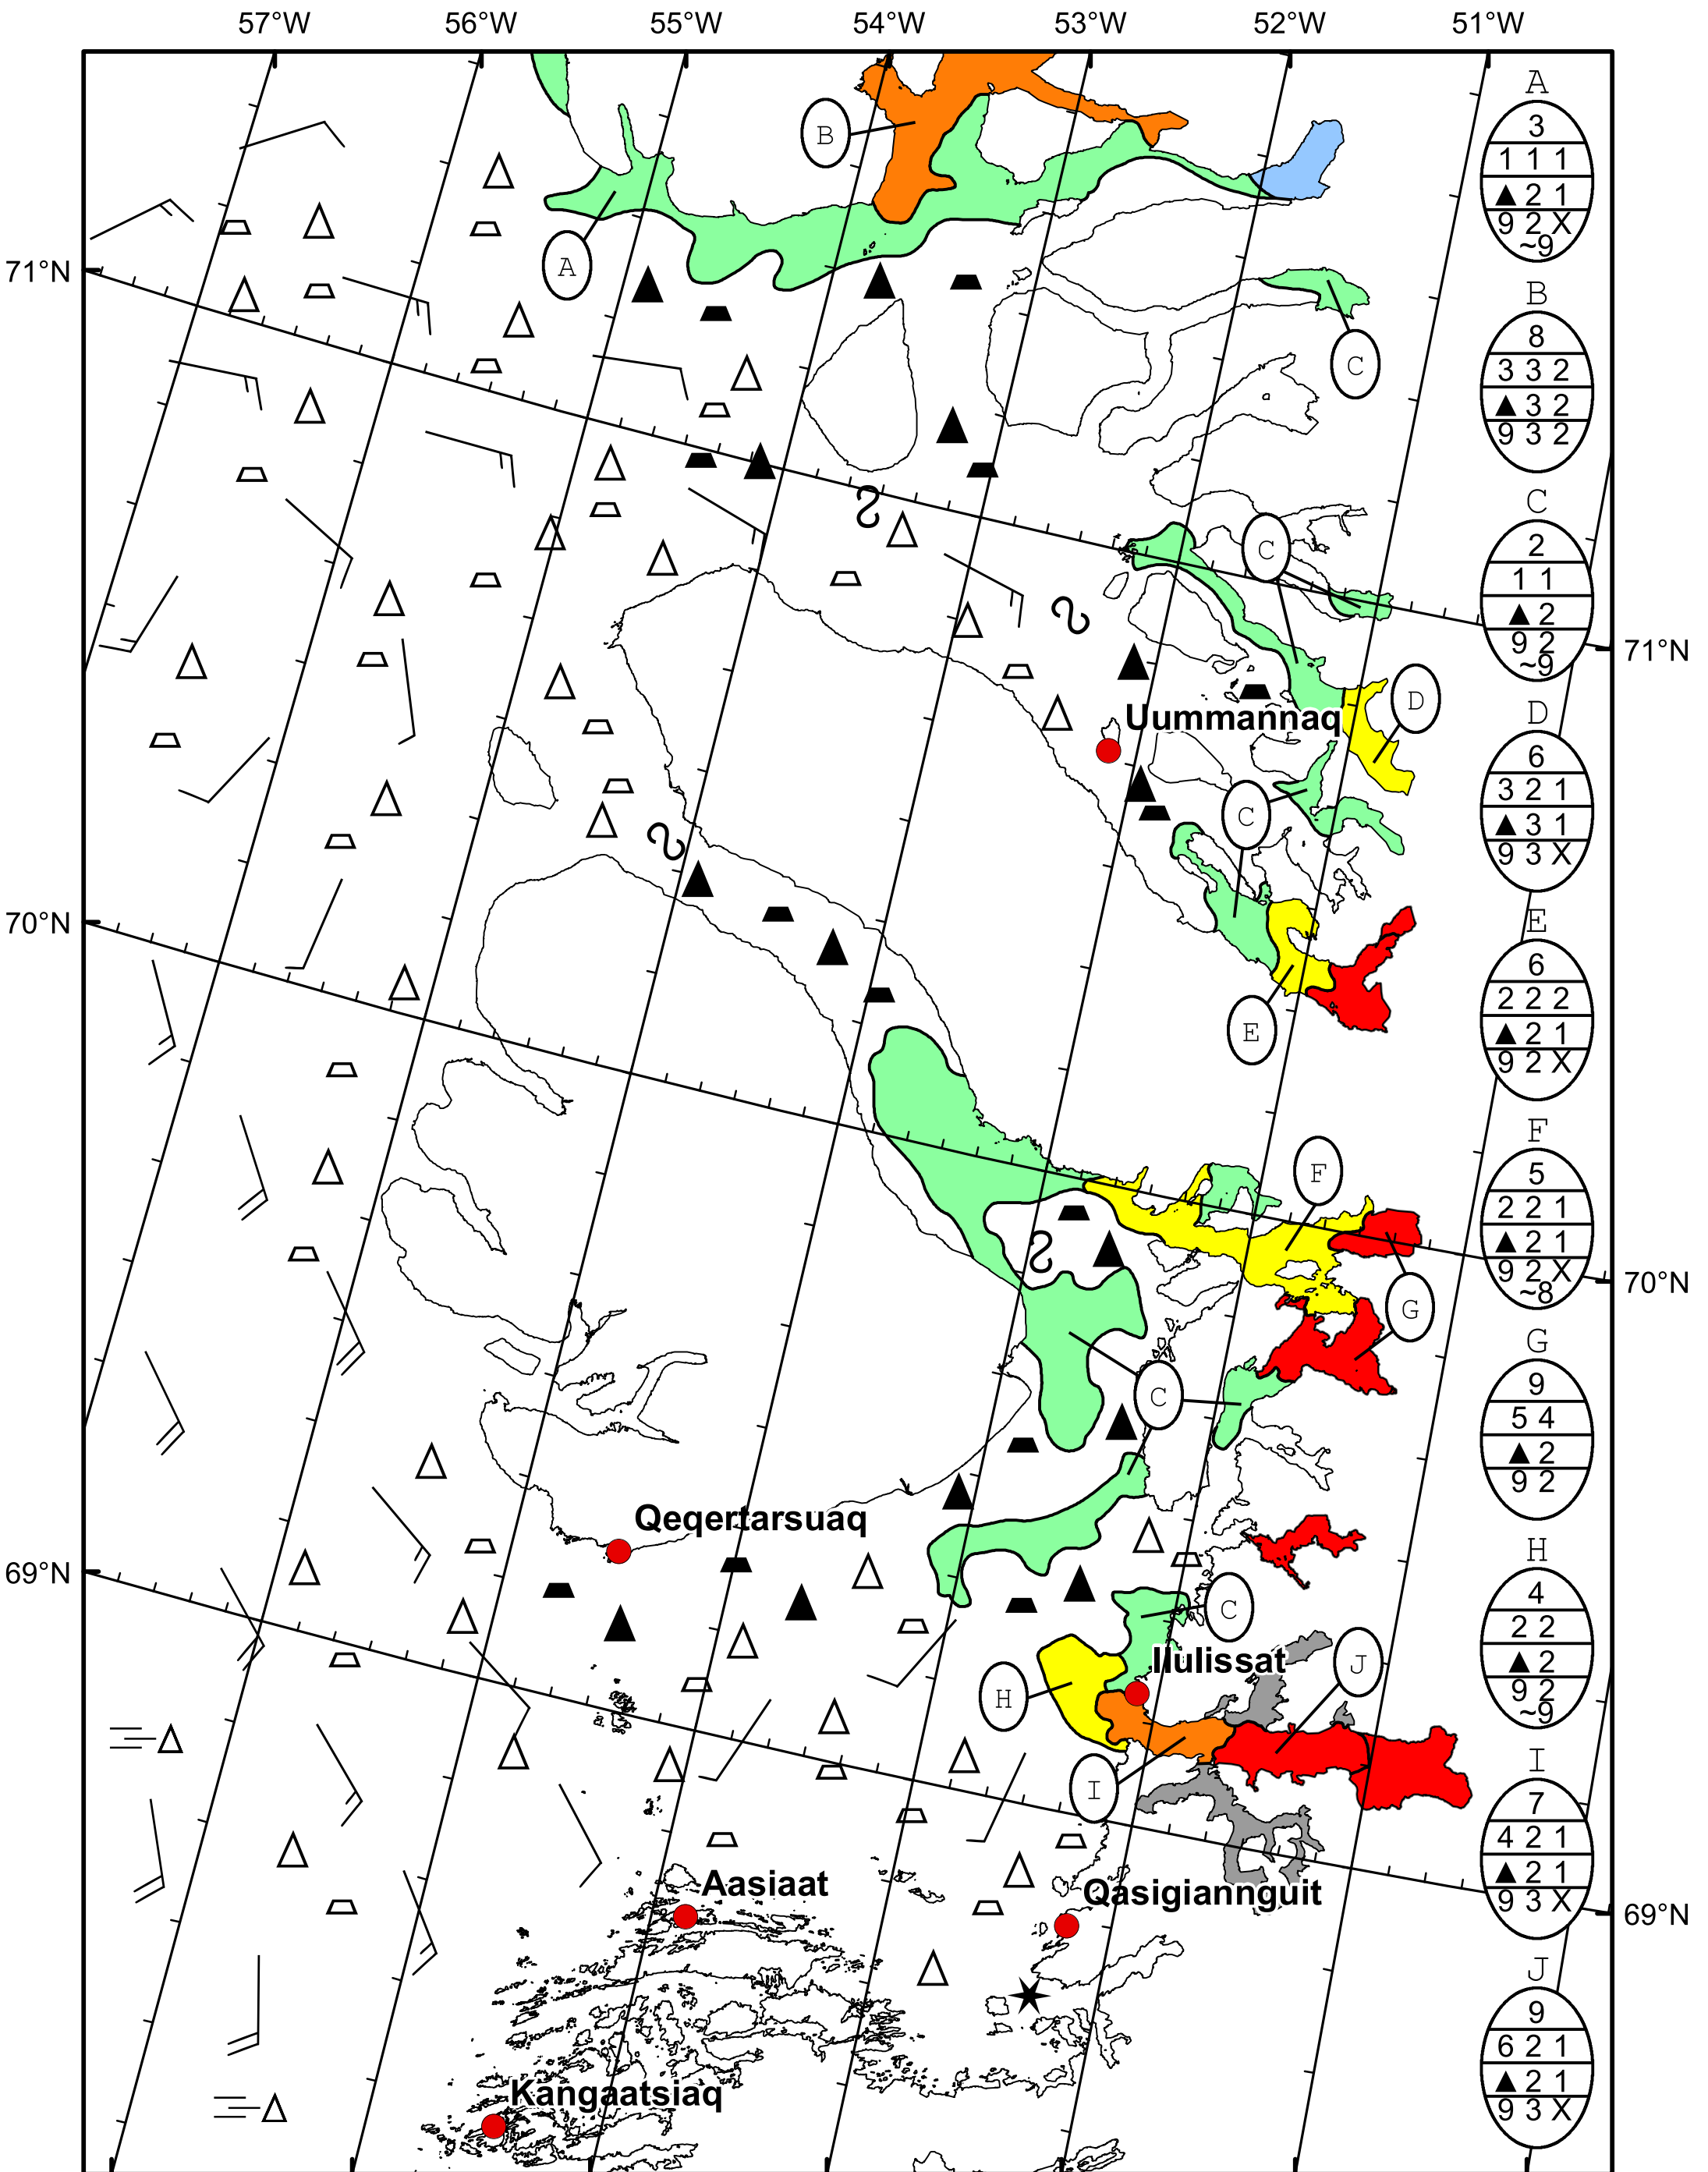 57°W 56°W 55°W 54°W 53°W 52°W 51°W
A
3
1 1 1
▲ 2 1
9 2 X
~9
B
A
71°N
B
8
3 3 2
▲ 3 2
9 3 2
C
C
2
1 1
▲ 2
9 2
~9
C
71°N
D
Uummannaq
D
6
3 2 1
▲ 3 1
9 3 X
C
70°N
E
6
2 2 2
▲ 2 1
9 2 X
E
F
5
2 2 1
▲ 2 1
9 2 X
~8
F
70°N
G
G
9
5 4
▲ 2
9 2
C
Qeqertarsuaq
69°N
H
4
2 2
▲ 2
9 2
~9
C
Ilulissat
J
H
I
I
7
4 2 1
▲ 2 1
9 3 X
Aasiaat
Qasigiannguit
69°N
J
9
6 2 1
▲ 2 1
9 3 X
Kangaatsiaq